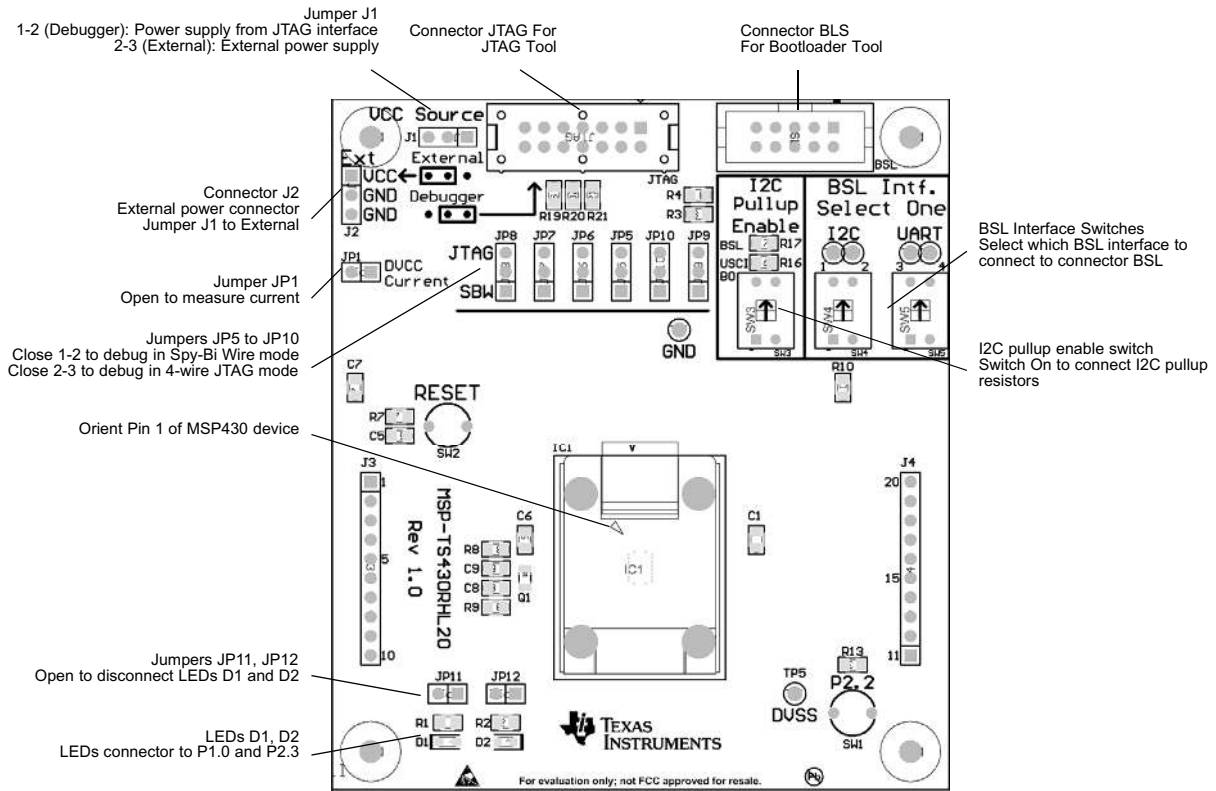 Jumper J1
1-2 (Debugger): Power supply from JTAG interface
2-3 (External): External power supply
Connector JTAG For
JTAG Tool
Connector BLS
For Bootloader Tool
VCC Source
J1
JTAG
BSL
Ext
External
VCC
GND
GND
J2
Debugger
R19 R20 R21
JTAG
R4
R3
I2C
Pullup
Enable
BSL R17
USCI R16
B0
SW3
SW3
BSL Intf.
Select One
I2C UART
1 2 3 4
SW4
SW4
SW5
SW5
Connector J2
External power connector
Jumper J1 to External
BSL Interface Switches
Select which BSL interface to
connect to connector BSL
JP8 JP7 JP6 JP5 JP10 JP9
JTAG
SBW
JP1
DVCC
Current
Jumper JP1
Open to measure current
GND
Jumpers JP5 to JP10
Close 1-2 to debug in Spy-Bi Wire mode
Close 2-3 to debug in 4-wire JTAG mode
I2C pullup enable switch
Switch On to connect I2C pullup
resistors
C7
R10
RESET
R7
C5
SW2
Orient Pin 1 of MSP430 device
IC1
J3
1
5
10
J4
20
15
11
MSP-TS430RHL20
Rev 1.0
C6
C1
R8
C9
C8
R9
Q1
IC1
Jumpers JP11, JP12
Open to disconnect LEDs D1 and D2
JP11 JP12
R13
P2.2
TP5
DVSS
SW1
R1 R2
D1 D2
TEXAS
INSTRUMENTS
LEDs D1, D2
LEDs connector to P1.0 and P2.3
For evaluation only; not FCC approved for resale.
Pb